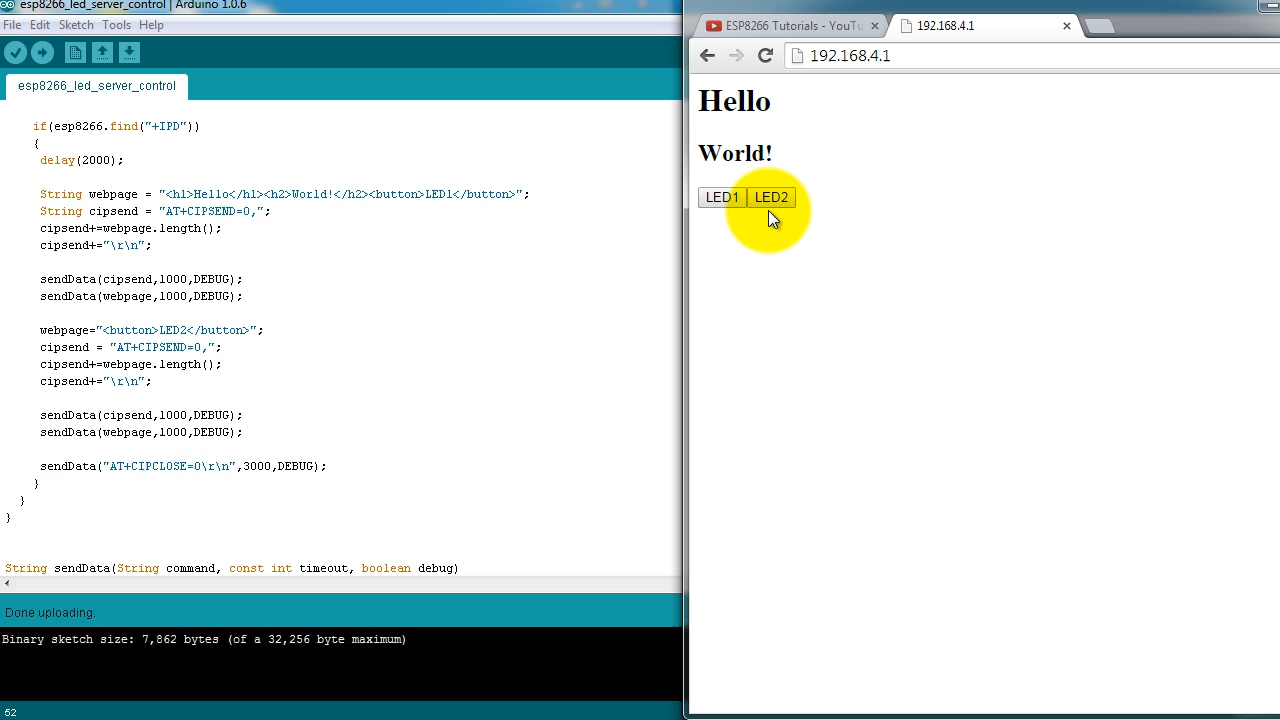 esp8266_led_server_control | Arduino 1.0.6
File Edit Sketch Tools Help
esp8266_led_server_control
if(esp8266.find("+IPD"))
{
delay(2000);
String webpage = "<h1>Hello</h1><h2>World!</h2><button>LED1</button>";
String cipsend = "AT+CIPSEND=0,";
cipsend+=webpage.length();
cipsend+="\r\n";
sendData(cipsend,1000,DEBUG);
sendData(webpage,1000,DEBUG);
webpage="<button>LED2</button>";
cipsend = "AT+CIPSEND=0,";
cipsend+=webpage.length();
cipsend+="\r\n";
sendData(cipsend,1000,DEBUG);
sendData(webpage,1000,DEBUG);
sendData("AT+CIPCLOSE=0\r\n",3000,DEBUG);
}
}
}
String sendData(String command, const int timeout, boolean debug)
Done uploading.
Binary sketch size: 7,862 bytes (of a 32,256 byte maximum)
52
ESP8266 Tutorials - YouTu
192.168.4.1
192.168.4.1
Hello
World!
LED1 LED2